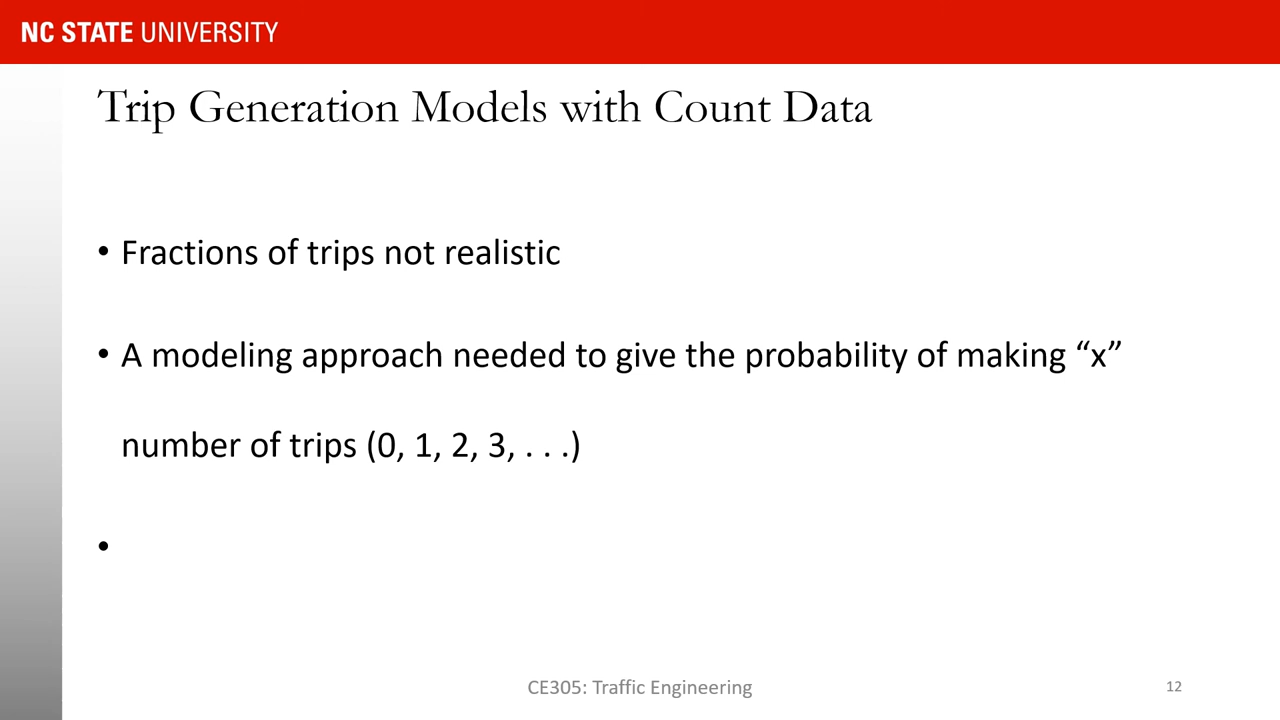 NC STATE UNIVERSITY
Trip Generation Models with Count Data
• Fractions of trips not realistic
• A modeling approach needed to give the probability of making “x”
number of trips (0, 1, 2, 3, . . .)
•
CE305: Traffic Engineering
12